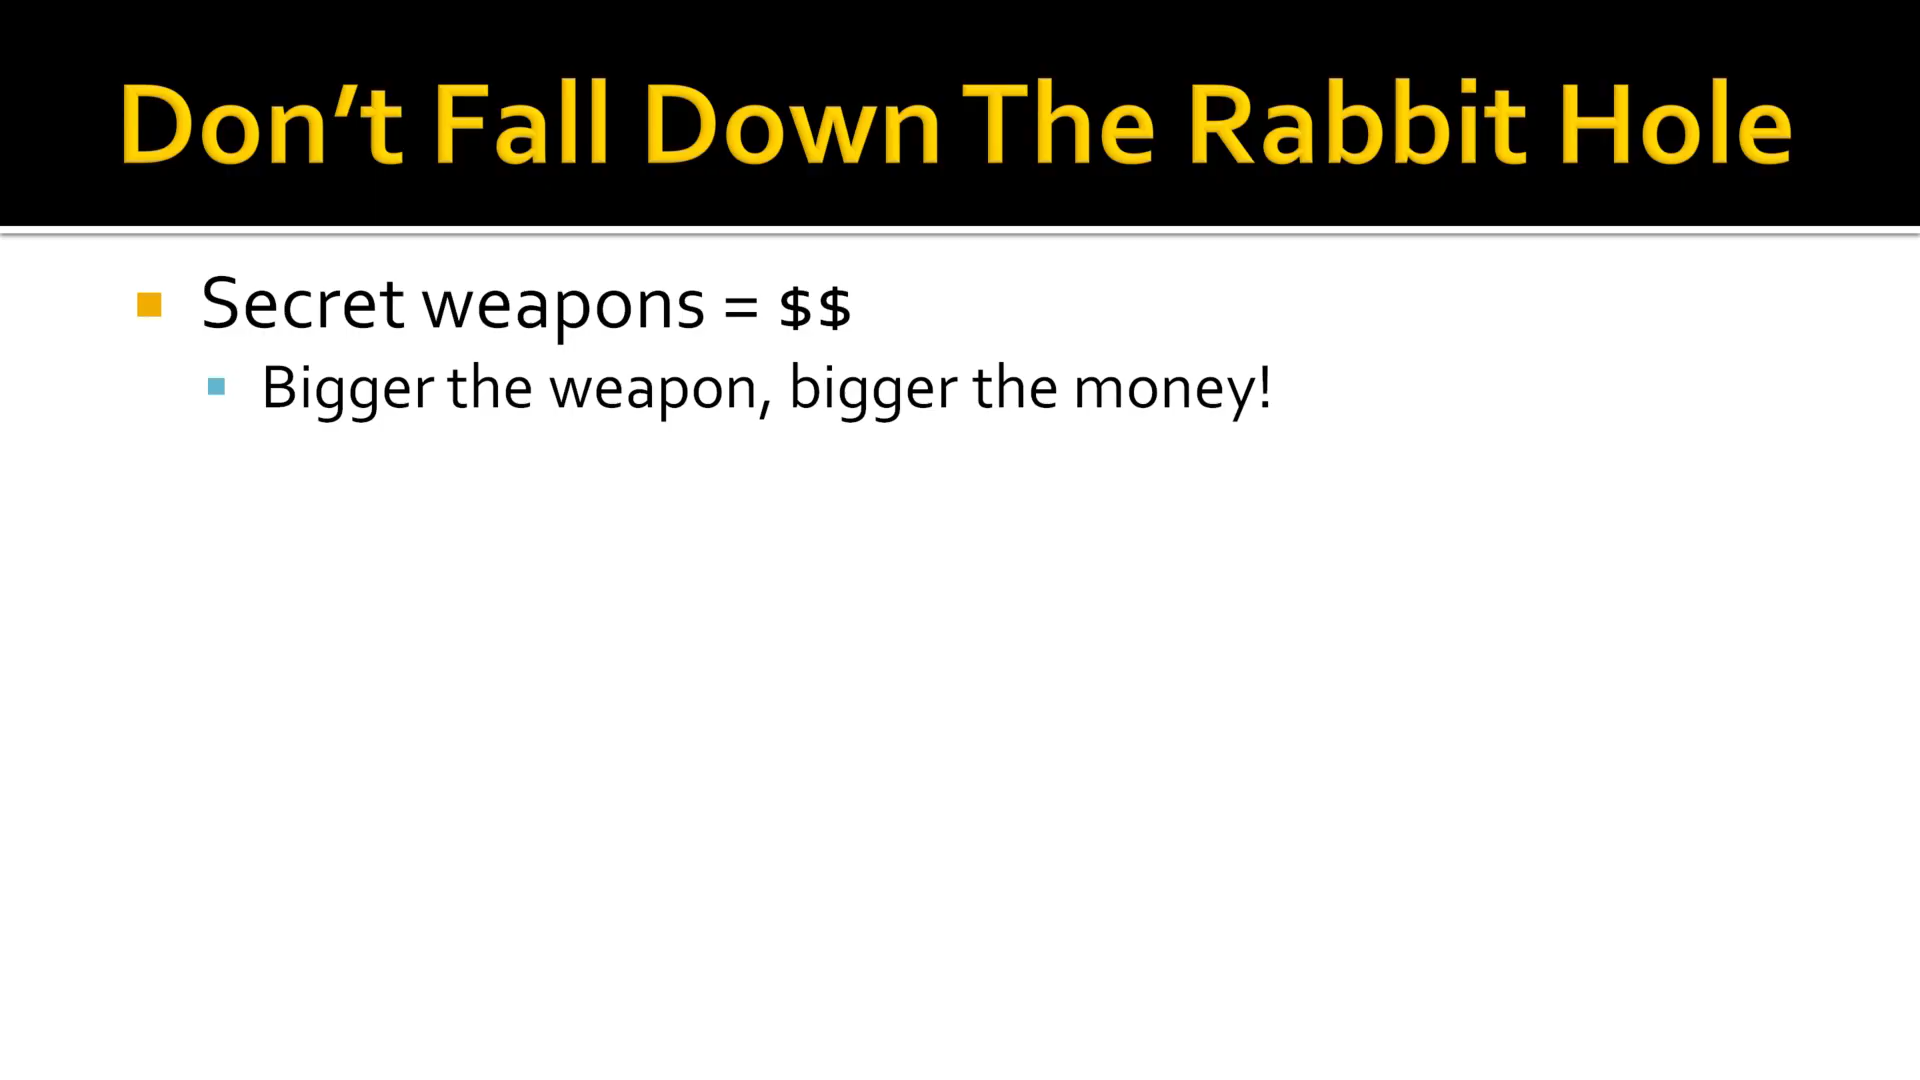 Don’t Fall Down The Rabbit Hole
Secret weapons = $$
Bigger the weapon, bigger the money!